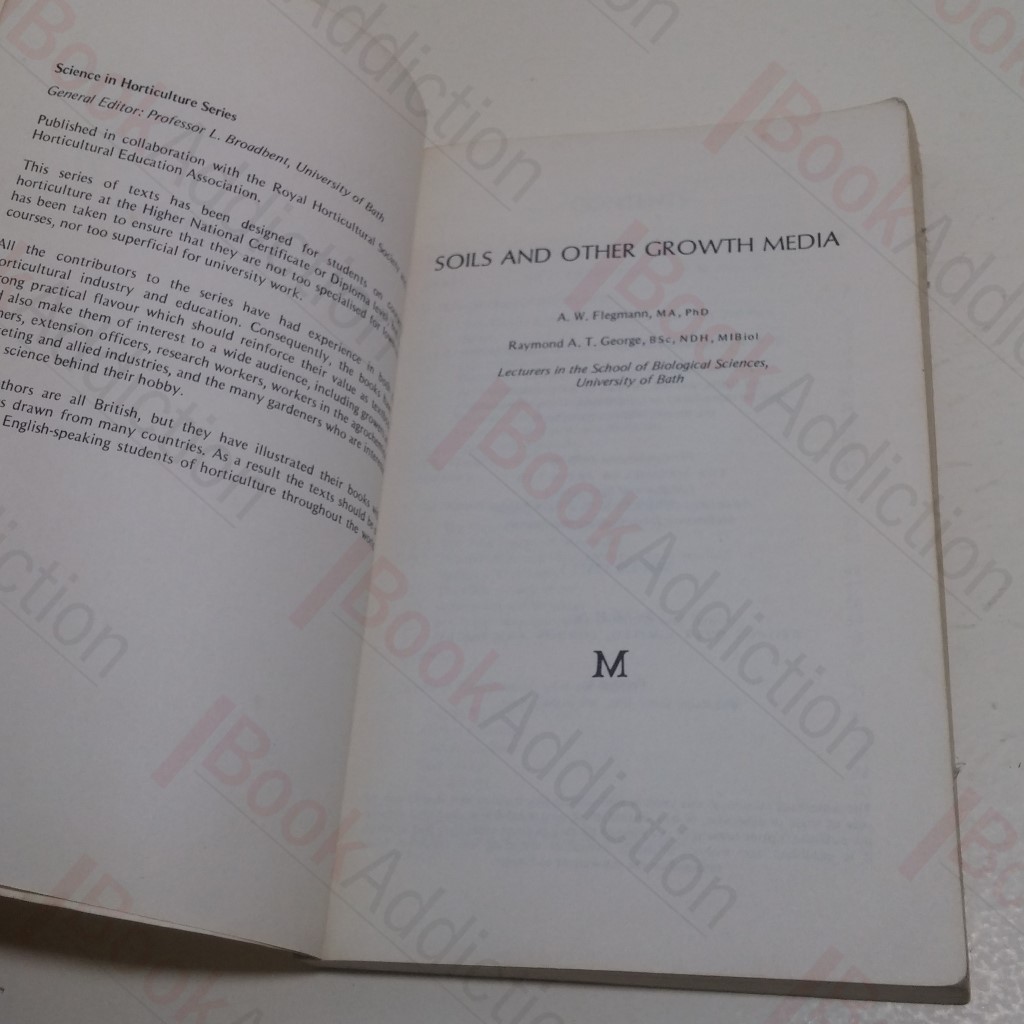 Science in Horticulture Series
General Editor: Professor L. Broadbent, University of Bath
Published in collaboration with the Royal Horticultural Society
Horticultural Education Association.
This series of texts has been designed for students on
horticulture at the Higher National Certificate or Diploma level
has been taken to ensure that they are not too specialised for
courses, nor too superficial for university work.
All the contributors to the series have had experience in
horticultural industry and education. Consequently, the books
practical flavour which should reinforce their value as
also make them of interest to a wide audience, including
extension officers, research workers, workers in the
and allied industries, and the many gardeners who are
science behind their hobby.
are all British, but they have illustrated their books
drawn from many countries. As a result the texts should be
English-speaking students of horticulture throughout the
SOILS AND OTHER GROWTH MEDIA
A. W. Flegmann, MA, PhD
Raymond A. T. George, BSc, NDH, MIBiol
Lecturers in the School of Biological Sciences,
University of Bath
M
BookAddiction